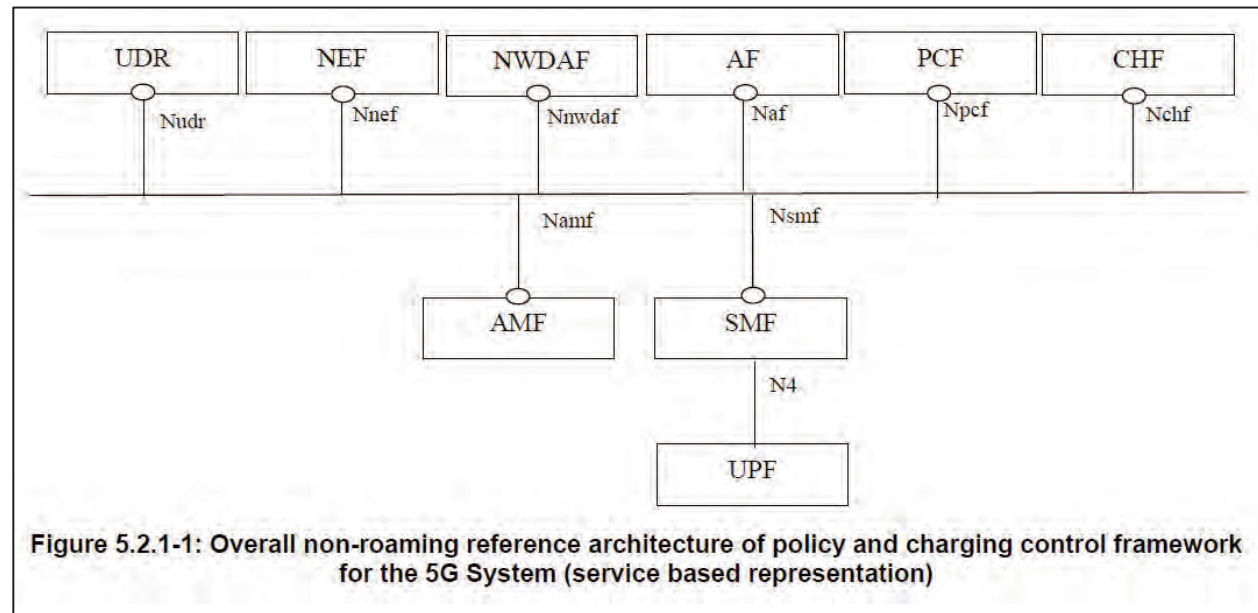 UDR NEF NWDAF AF PCF CHF
Nudr Nnef Nnwdaf Naf Npcf Nchf
Namf Nsmf
AMF SMF
N4
UPF
Figure 5.2.1-1: Overall non-roaming reference architecture of policy and charging control framework
for the 5G System (service based representation)